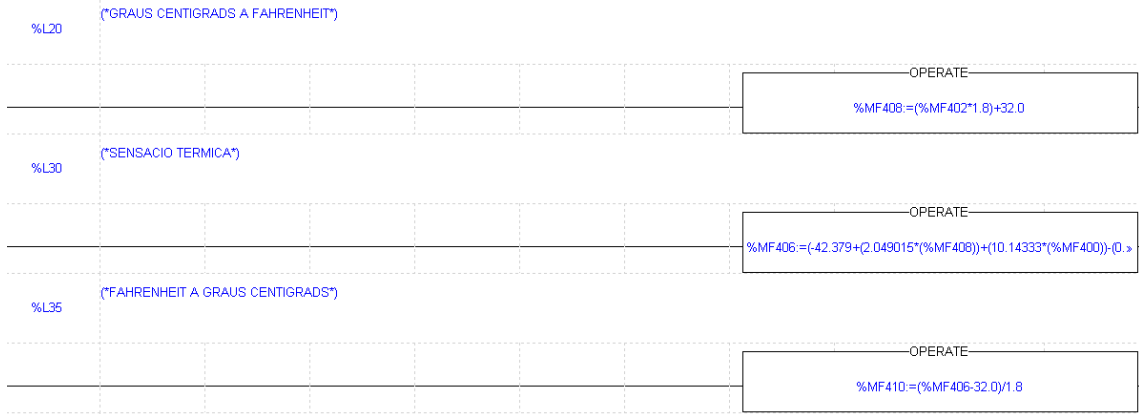 (*GRAUS CENTIGRADS A FAHRENHEIT*)
%L20
OPERATE
%MF408:=(%MF402*1.8)+32.0
(*SENSACIO TERMICA*)
%L30
OPERATE
%MF406:=(-42.379+(2.049015*(%MF408))+(10.14333*(%MF400))-(0.»
(*FAHRENHEIT A GRAUS CENTIGRADS*)
%L35
OPERATE
%MF410:=(%MF406-32.0)/1.8